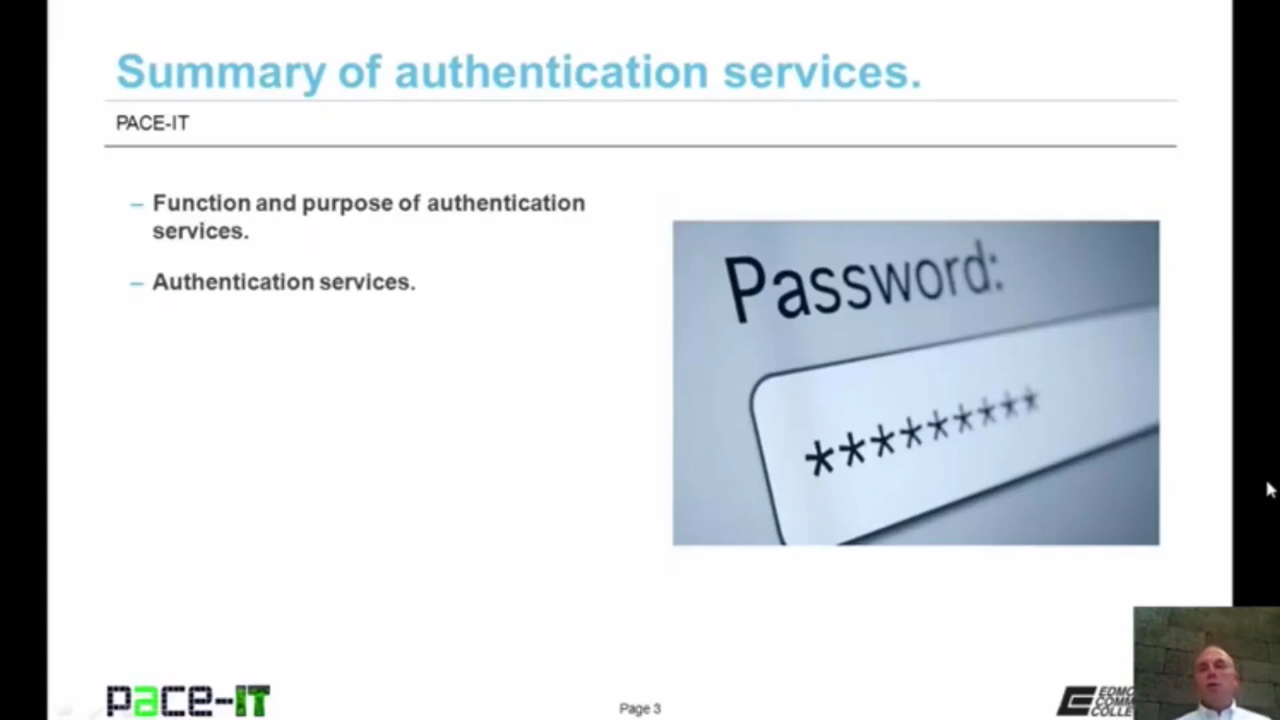 Summary of authentication services.
PACE-IT
– Function and purpose of authentication
services.
– Authentication services.
Password:
*********
pace-IT
Page 3